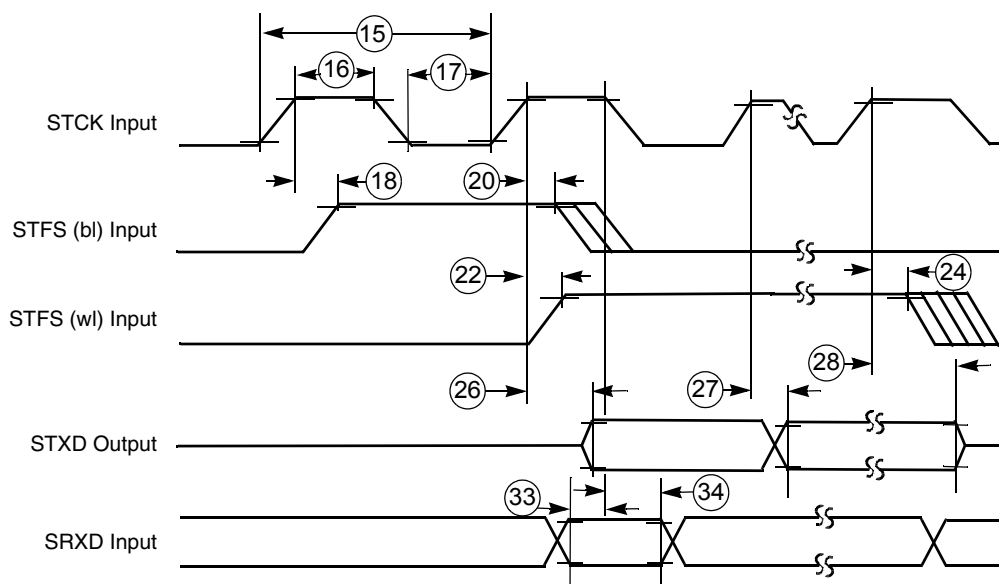 15
16
17
STCK Input
18
20
STFS (bl) Input
22
24
STFS (wl) Input
26
27
28
STXD Output
33
34
SRXD Input